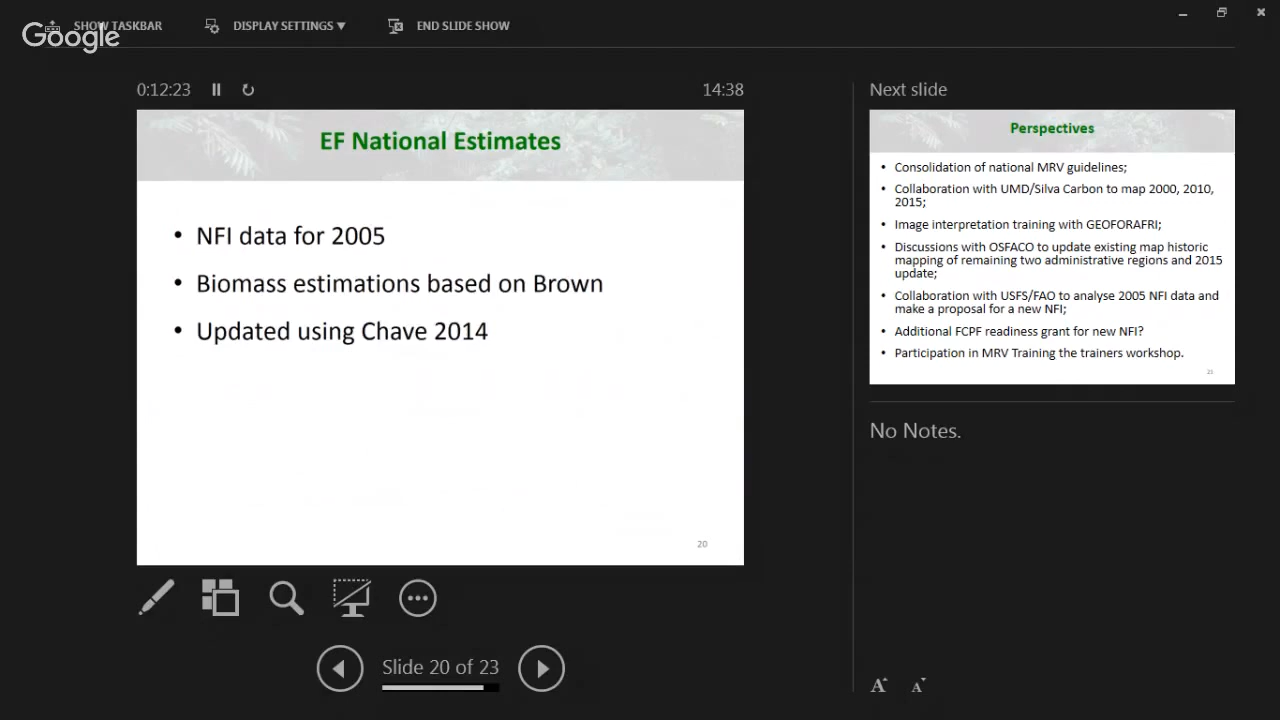 SHOW TASKBAR
DISPLAY SETTINGS ▼
END SLIDE SHOW
Google
0:12:23
14:38
EF National Estimates
• NFI data for 2005
• Biomass estimations based on Brown
• Updated using Chave 2014
20
Slide 20 of 23
Next slide
Perspectives
• Consolidation of national MRV guidelines;
• Collaboration with UMD/Silva Carbon to map 2000, 2010,
2015;
• Image interpretation training with GEOFORAFRI;
• Discussions with OSFACO to update existing map historic
mapping of remaining two administrative regions and 2015
update;
• Collaboration with USFS/FAO to analyse 2005 NFI data and
make a proposal for a new NFI;
• Additional FCPF readiness grant for new NFI?
• Participation in MRV Training the trainers workshop.
21
No Notes.
A A